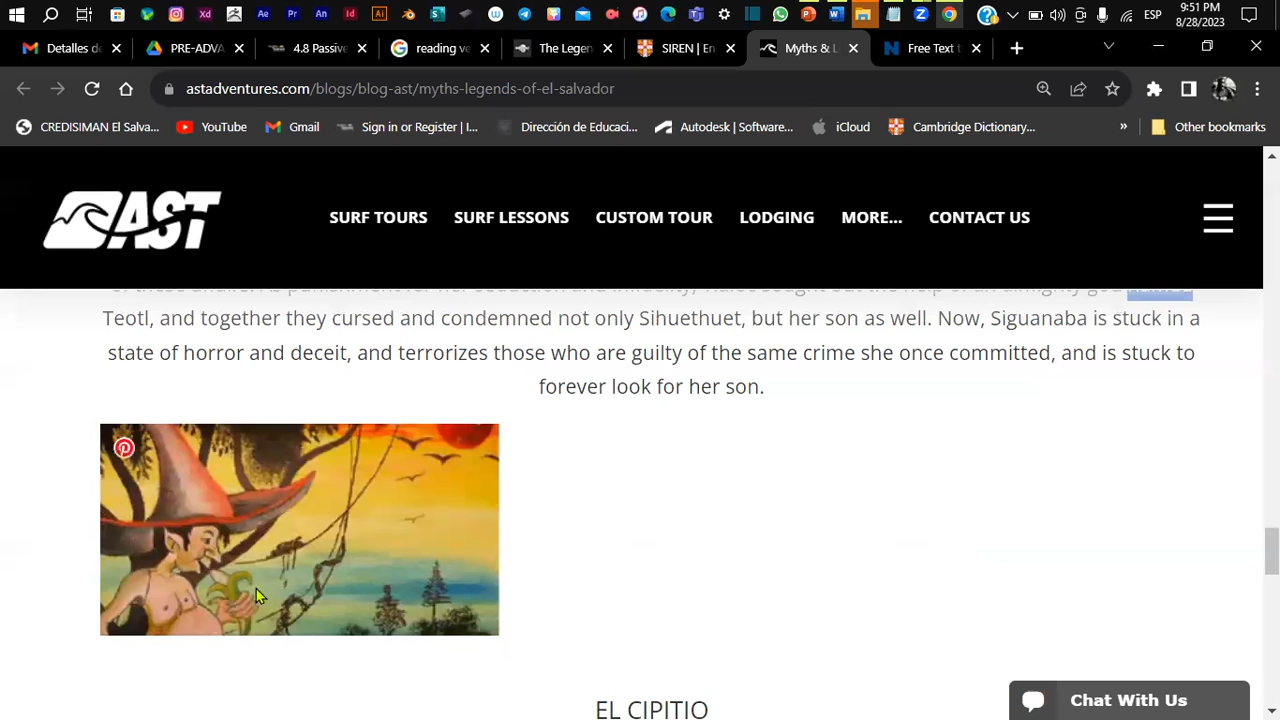 9:51 PM
ESP
8/28/2023
Detalles de
PRE-ADVA
4.8 Passive
reading ve
The Legen
SIREN | En
Myths & L
Free Text t
astadventures.com/blogs/blog-ast/myths-legends-of-el-salvador
CREDISIMAN El Salva...
YouTube
Gmail
Sign in or Register | I...
Dirección de Educaci...
Autodesk | Software...
iCloud
Cambridge Dictionary...
»
Other bookmarks
AST
SURF TOURS
SURF LESSONS
CUSTOM TOUR
LODGING
MORE...
CONTACT US
Teotl, and together they cursed and condemned not only Sihuethuet, but her son as well. Now, Siguanaba is stuck in a
state of horror and deceit, and terrorizes those who are guilty of the same crime she once committed, and is stuck to
forever look for her son.
EL CIPITIO
Chat With Us